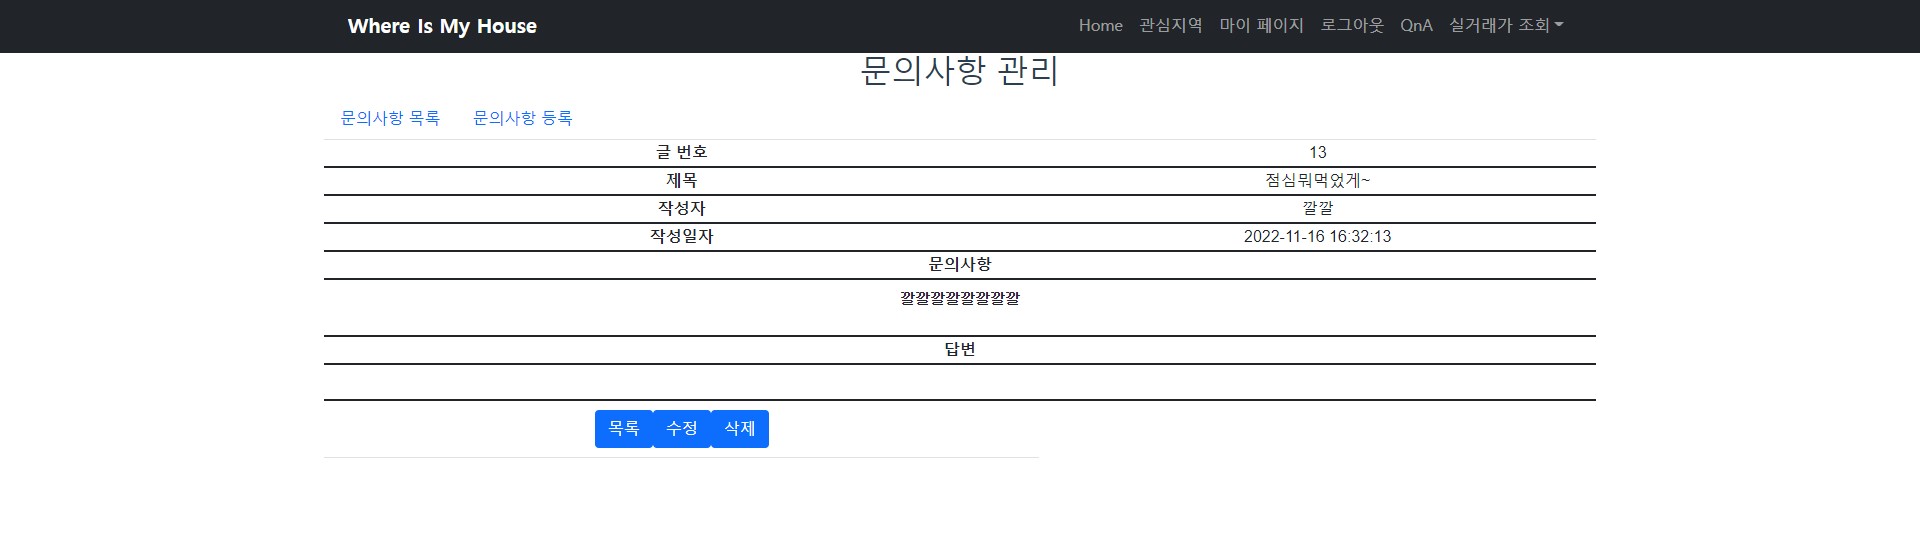 Where Is My House Home 관심지역 마이 페이지 로그아웃 QnA 실거래가 조회
문의사항 관리
문의사항 목록 문의사항 등록
글 번호 13
제목 점심뭐먹었게~
작성자 깔깔
작성일자 2022-11-16 16:32:13
문의사항
깔깔깔깔깔깔깔깔
답변
목록 수정 삭제